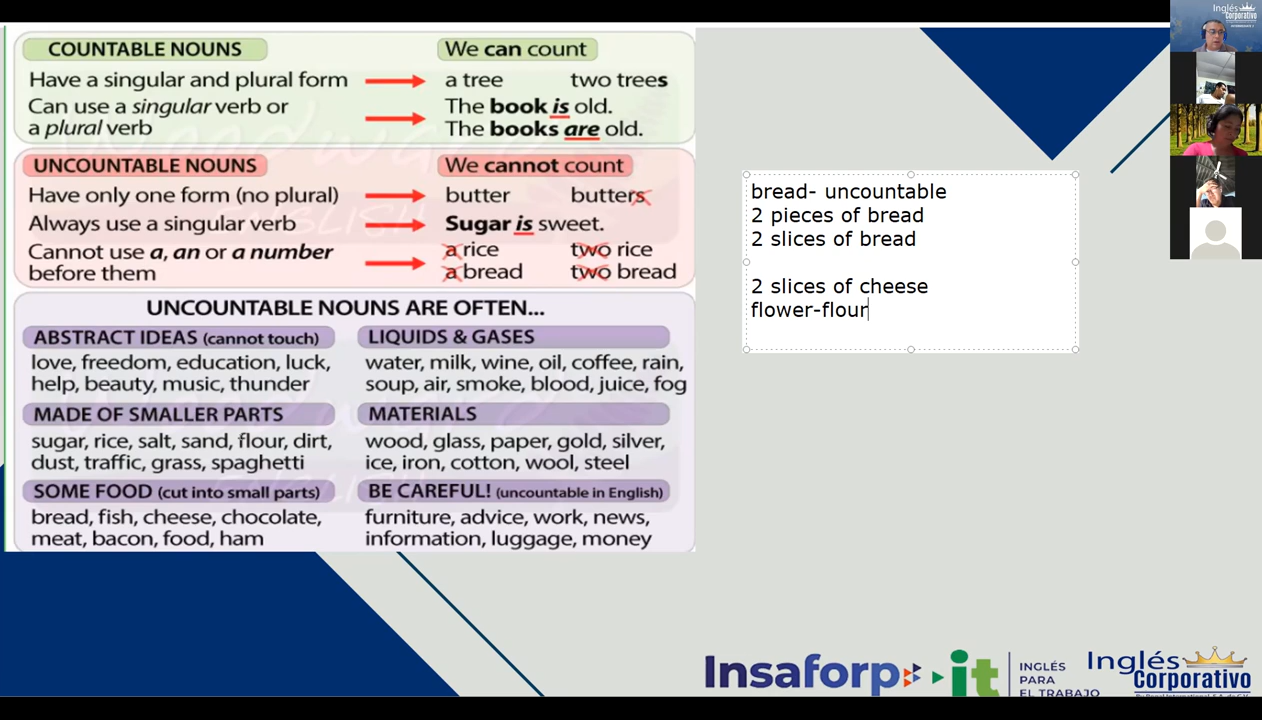 COUNTABLE NOUNS We can count
Have a singular and plural form a tree two trees
Can use a singular verb or The book is old.
a plural verb The books are old.
UNCOUNTABLE NOUNS We cannot count
Have only one form (no plural) butter butters
Always use a singular verb Sugar is sweet.
Cannot use a, an or a number a rice two rice
before them a bread two bread
UNCOUNTABLE NOUNS ARE OFTEN...
ABSTRACT IDEAS (cannot touch)
love, freedom, education, luck,
help, beauty, music, thunder
LIQUIDS & GASES
water, milk, wine, oil, coffee, rain,
soup, air, smoke, blood, juice, fog
MADE OF SMALLER PARTS
sugar, rice, salt, sand, flour, dirt,
dust, traffic, grass, spaghetti
MATERIALS
wood, glass, paper, gold, silver,
ice, iron, cotton, wool, steel
SOME FOOD (cut into small parts)
bread, fish, cheese, chocolate,
meat, bacon, food, ham
BE CAREFUL! (uncountable in English)
furniture, advice, work, news,
information, luggage, money
bread- uncountable
2 pieces of bread
2 slices of bread
2 slices of cheese
flower-flour
Inglés
Corporativo
Insaforp
it
INGLÉS
PARA
EL TRABAJO
Inglés
Corporativo